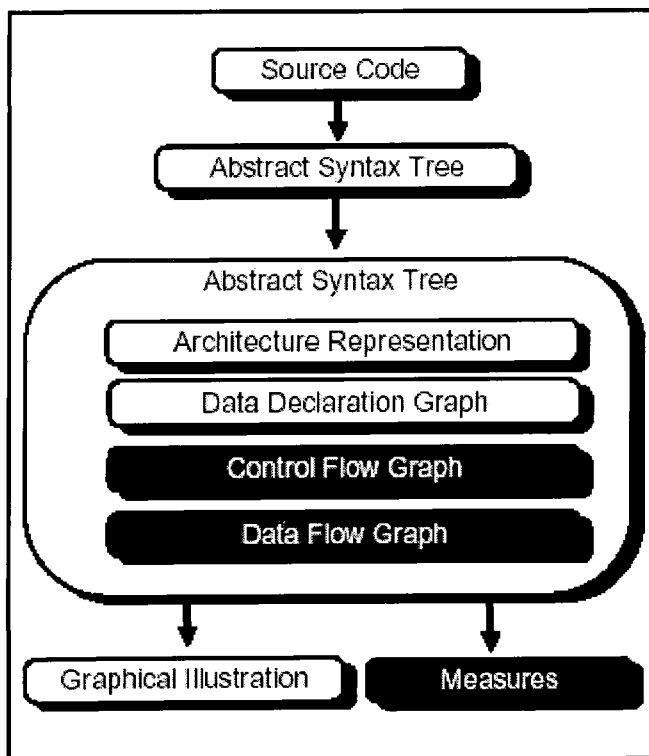 Source Code
Abstract Syntax Tree
Abstract Syntax Tree
Architecture Representation
Data Declaration Graph
Control Flow Graph
Data Flow Graph
Graphical Illustration
Measures